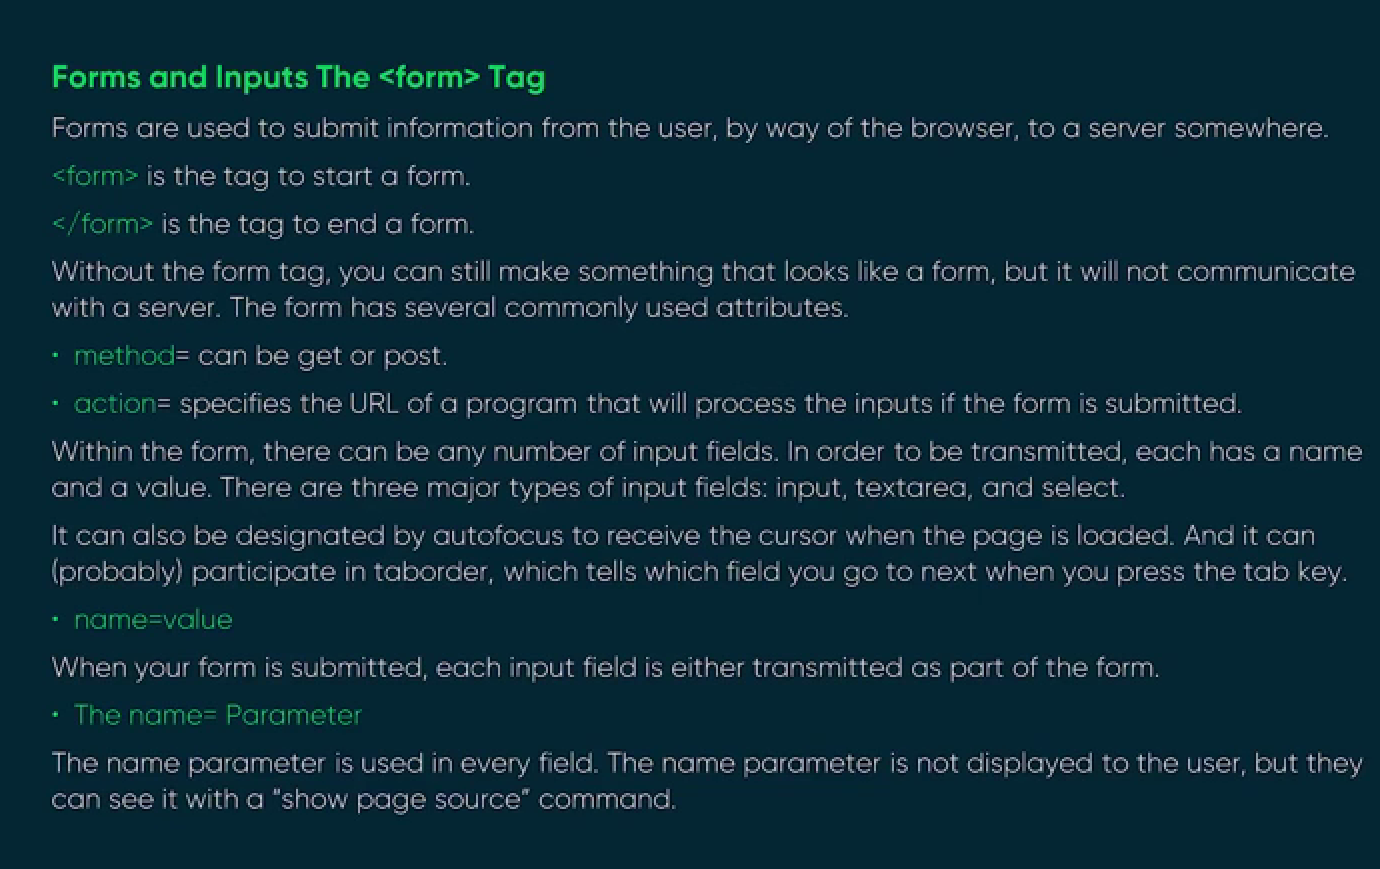 Forms and Inputs The <form> Tag
Forms are used to submit information from the user, by way of the browser, to a server somewhere.
<form> is the tag to start a form.
</form> is the tag to end a form.
Without the form tag, you can still make something that looks like a form, but it will not communicate
with a server. The form has several commonly used attributes.
• method= can be get or post.
• action= specifies the URL of a program that will process the inputs if the form is submitted.
Within the form, there can be any number of input fields. In order to be transmitted, each has a name
and a value. There are three major types of input fields: input, textarea, and select.
It can also be designated by autofocus to receive the cursor when the page is loaded. And it can
(probably) participate in taborder, which tells which field you go to next when you press the tab key.
• name=value
When your form is submitted, each input field is either transmitted as part of the form.
• The name= Parameter
The name parameter is used in every field. The name parameter is not displayed to the user, but they
can see it with a "show page source" command.